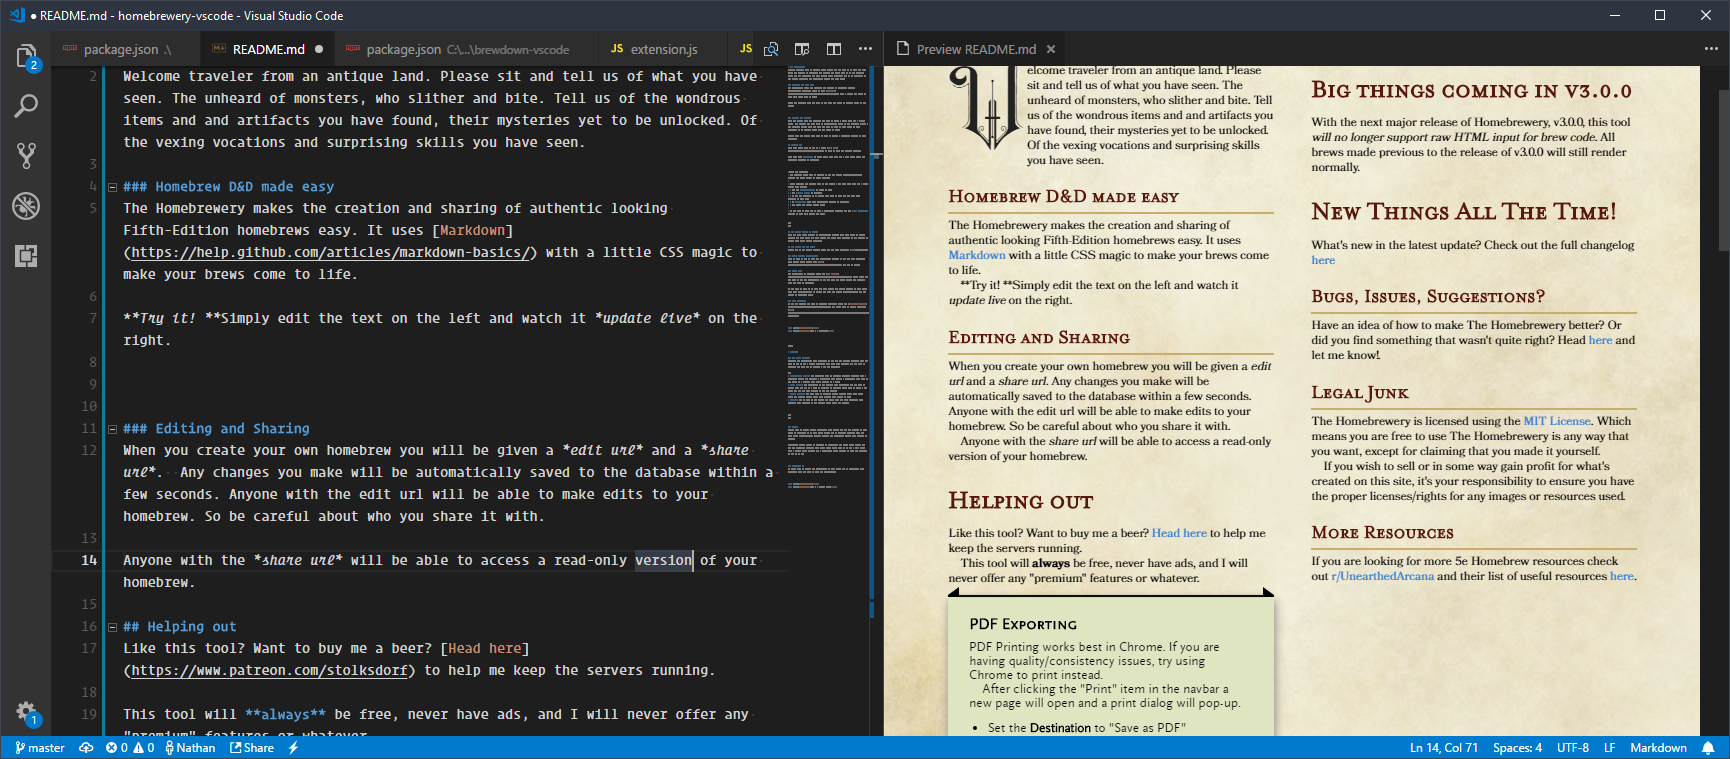 ● README.md - homebrewery-vscode - Visual Studio Code
package.json .\
README.md ●
package.json C:\...\brewdown-vscode
JS extension.js
JS
Preview README.md ×
2
2 Welcome traveler from an antique land. Please sit and tell us of what you have
seen. The unheard of monsters, who slither and bite. Tell us of the wondrous
items and and artifacts you have found, their mysteries yet to be unlocked. Of
the vexing vocations and surprising skills you have seen.
3
4 ### Homebrew D&D made easy
5 The Homebrewery makes the creation and sharing of authentic looking
Fifth-Edition homebrews easy. It uses [Markdown]
(https://help.github.com/articles/markdown-basics/) with a little CSS magic to
make your brews come to life.
6
7 **Try it! **Simply edit the text on the left and watch it *update live* on the
right.
8
9
10
11 ### Editing and Sharing
12 When you create your own homebrew you will be given a *edit url* and a *share
url*.  Any changes you make will be automatically saved to the database within a
few seconds. Anyone with the edit url will be able to make edits to your
homebrew. So be careful about who you share it with.
13
14 Anyone with the *share url* will be able to access a read-only version of your
homebrew.
15
16 ## Helping out
17 Like this tool? Want to buy me a beer? [Head here]
(https://www.patreon.com/stolksdorf) to help me keep the servers running.
18
19 This tool will **always** be free, never have ads, and I will never offer any
"premium" features or whatever.
1
W
elcome traveler from an antique land. Please
sit and tell us of what you have seen. The
unheard of monsters, who slither and bite. Tell
us of the wondrous items and and artifacts you
have found, their mysteries yet to be unlocked.
Of the vexing vocations and surprising skills
you have seen.
Homebrew D&D made easy
The Homebrewery makes the creation and sharing of
authentic looking Fifth-Edition homebrews easy. It uses
Markdown with a little CSS magic to make your brews come
to life.
**Try it! **Simply edit the text on the left and watch it
update live on the right.
Editing and Sharing
When you create your own homebrew you will be given a edit
url and a share url. Any changes you make will be
automatically saved to the database within a few seconds.
Anyone with the edit url will be able to make edits to your
homebrew. So be careful about who you share it with.
Anyone with the share url will be able to access a read-only
version of your homebrew.
Helping out
Like this tool? Want to buy me a beer? Head here to help me
keep the servers running.
This tool will always be free, never have ads, and I will
never offer any "premium" features or whatever.
PDF Exporting
PDF Printing works best in Chrome. If you are
having quality/consistency issues, try using
Chrome to print instead.
After clicking the "Print" item in the navbar a
new page will open and a print dialog will pop-up.
• Set the Destination to "Save as PDF"
Big things coming in v3.0.0
With the next major release of Homebrewery, v3.0.0, this tool
will no longer support raw HTML input for brew code. All
brews made previous to the release of v3.0.0 will still render
normally.
New Things All The Time!
What's new in the latest update? Check out the full changelog
here
Bugs, Issues, Suggestions?
Have an idea of how to make The Homebrewery better? Or
did you find something that wasn't quite right? Head here and
let me know!.
Legal Junk
The Homebrewery is licensed using the MIT License. Which
means you are free to use The Homebrewery is any way that
you want, except for claiming that you made it yourself.
If you wish to sell or in some way gain profit for what's
created on this site, it's your responsibility to ensure you have
the proper licenses/rights for any images or resources used.
More Resources
If you are looking for more 5e Homebrew resources check
out r/UnearthedArcana and their list of useful resources here.
master 0 0 Nathan Share Ln 14, Col 71 Spaces: 4 UTF-8 LF Markdown